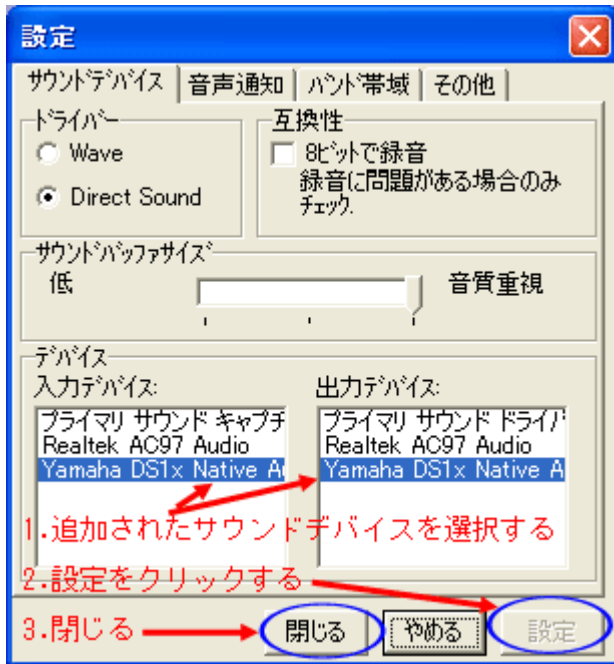 設定
サウンドデバイス 音声通知 バンド帯域 その他
ドライバー
Wave
Direct Sound
互換性
8ビットで録音
録音に問題がある場合のみ
チェック.
サウンドバッファサイズ
低 音質重視
デバイス
入力デバイス:
プライマリ サウンド キャプチ
Realtek AC97 Audio
Yamaha DS1x Native A
出力デバイス:
プライマリ サウンド ドライバ
Realtek AC97 Audio
Yamaha DS1x Native A
1.追加されたサウンドデバイスを選択する
2.設定をクリックする
3.閉じる
閉じる やめる 設定